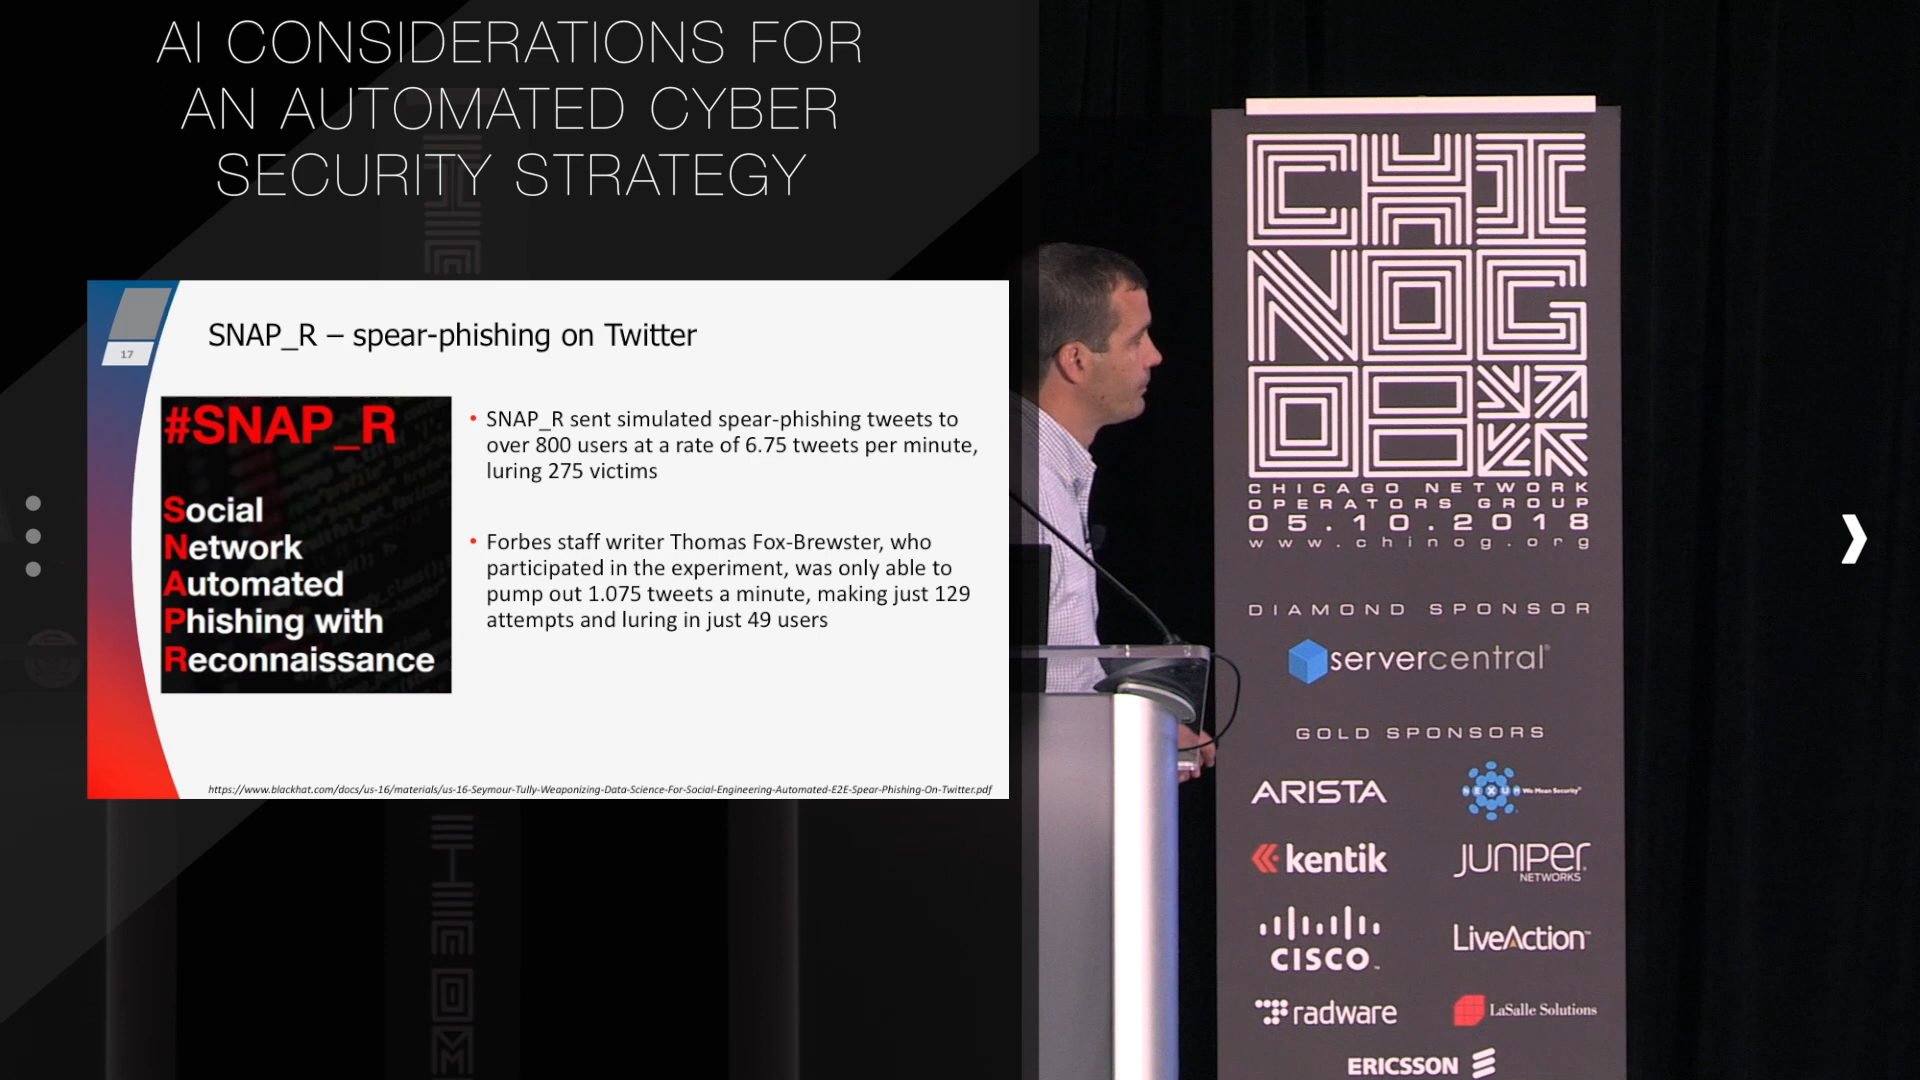 AI CONSIDERATIONS FOR
AN AUTOMATED CYBER
SECURITY STRATEGY
17
SNAP_R – spear-phishing on Twitter
#SNAP_R
Social
Network
Automated
Phishing with
Reconnaissance
• SNAP_R sent simulated spear-phishing tweets to
over 800 users at a rate of 6.75 tweets per minute,
luring 275 victims
• Forbes staff writer Thomas Fox-Brewster, who
participated in the experiment, was only able to
pump out 1.075 tweets a minute, making just 129
attempts and luring in just 49 users
https://www.blackhat.com/docs/us-16/materials/us-16-Seymour-Tully-Weaponizing-Data-Science-For-Social-Engineering-Automated-E2E-Spear-Phishing-On-Twitter.pdf
CHI
NOG
08
CHICAGO NETWORK
OPERATORS GROUP
05.10.2018
www.chinog.org
DIAMOND SPONSOR
servercentral
GOLD SPONSORS
ARISTA
NEXUM We Mean Security
kentik
JUNIPER
NETWORKS
CISCO
LiveAction
radware
LaSalle Solutions
ERICSSON